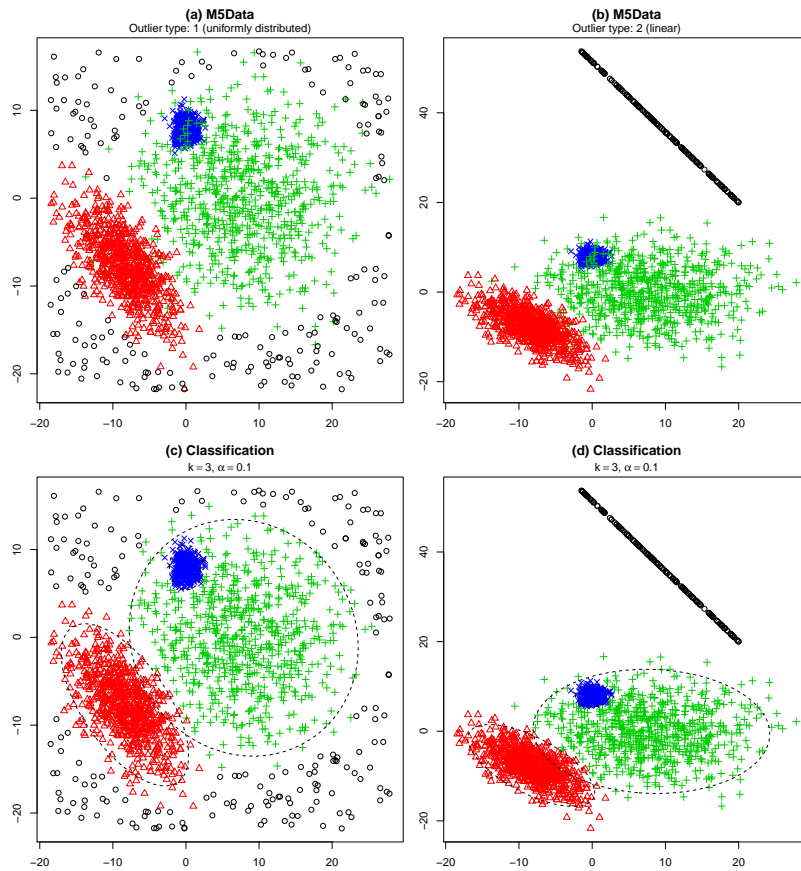 (a) M5Data
Outlier type: 1 (uniformly distributed)
10
0
−10
−20
−20 −10 0 10 20
(b) M5Data
Outlier type: 2 (linear)
40
20
0
−20
−20 −10 0 10 20
(c) Classification
k = 3, α = 0.1
10
0
−10
−20
−20 −10 0 10 20
(d) Classification
k = 3, α = 0.1
40
20
0
−20
−20 −10 0 10 20